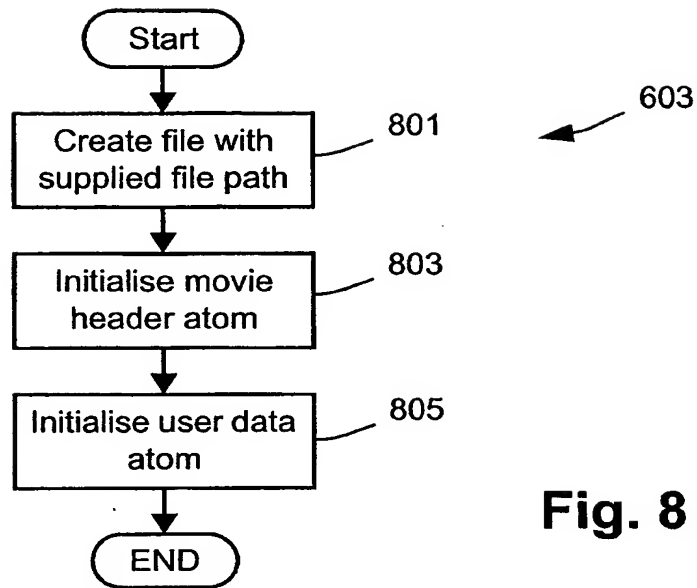 Start
603
Create file with
supplied file path
801
Initialise movie
header atom
803
Initialise user data
atom
805
END
Fig. 8